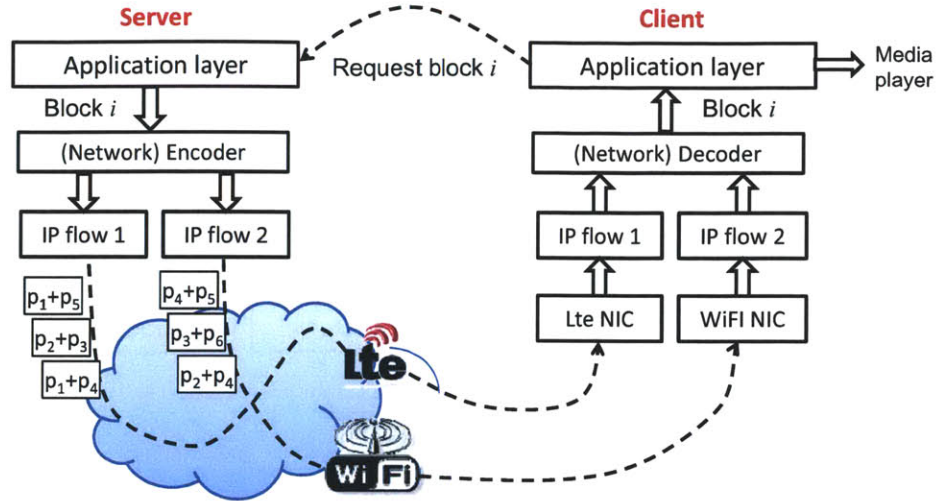 Server
Client
Application layer
Request block i
Application layer
Media
player
Block i
Block i
(Network) Encoder
(Network) Decoder
IP flow 1
IP flow 2
IP flow 1
IP flow 2
p₁+p₅
p₂+p₃
p₁+p₄
p₄+p₅
p₃+p₆
p₂+p₄
Lte NIC
WiFI NIC
Lte
WiFi